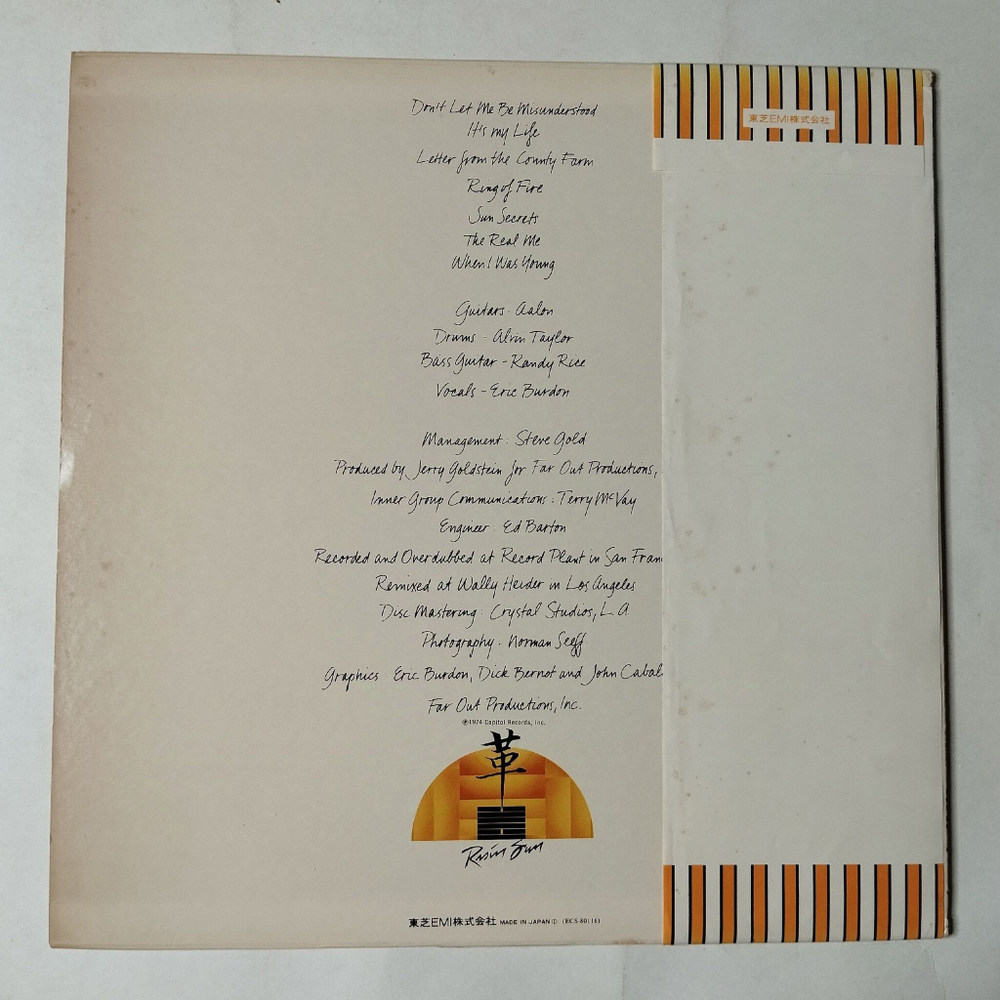 東芝EMI株式会社
Don't Let Me Be Misunderstood
It's my Life
Letter from the County Farm
Ring of Fire
Sun Secrets
The Real Me
When I Was Young
Guitars - Aalon
Drums - Alvin Taylor
Bass Guitar - Randy Rice
Vocals - Eric Burdon
Management : Steve Gold
Produced by Jerry Goldstein for Far Out Productions,
Inner Group Communications : Terry McVay
Engineer : Ed Barton
Recorded and Overdubbed at Record Plant in San Fran
Remixed at Wally Heider in Los Angeles
Disc Mastering : Crystal Studios, L.A
Photography : Norman Seeff
Graphics : Eric Burdon, Dick Bernot and John Cabal
Far Out Productions, Inc.
℗1974 Capitol Records, Inc.
革
Risin Sun
東芝EMI株式会社 MADE IN JAPAN ① (ECS-80116)